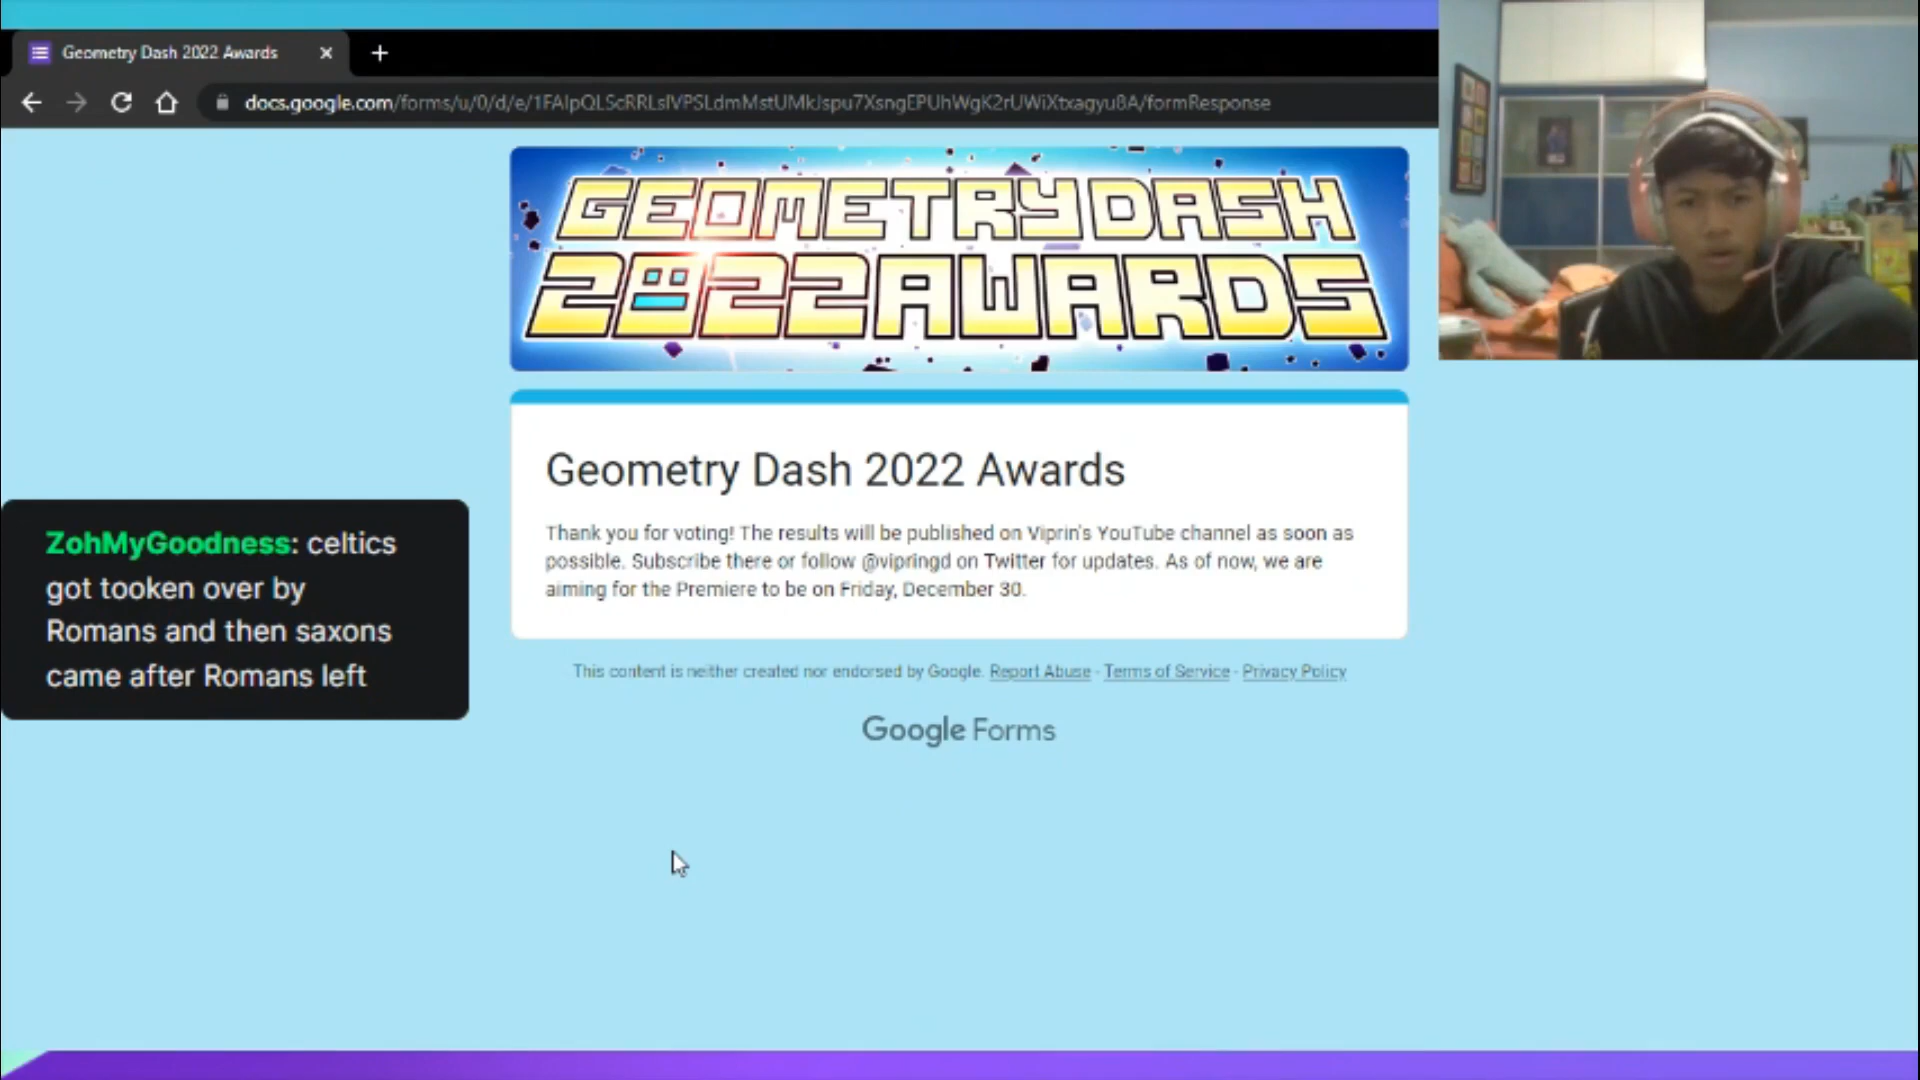 Geometry Dash 2022 Awards
docs.google.com/forms/u/0/d/e/1FAIpQLScRRLsIVPSLdmMstUMkJspu7XsngEPUhWgK2rUWiXtxagyu8A/formResponse
GEOMETRY DASH
2022 AWARDS
Geometry Dash 2022 Awards
Thank you for voting! The results will be published on Viprin's YouTube channel as soon as
possible. Subscribe there or follow @vipringd on Twitter for updates. As of now, we are
aiming for the Premiere to be on Friday, December 30.
ZohMyGoodness: celtics
got tooken over by
Romans and then saxons
came after Romans left
This content is neither created nor endorsed by Google. Report Abuse - Terms of Service - Privacy Policy
Google Forms